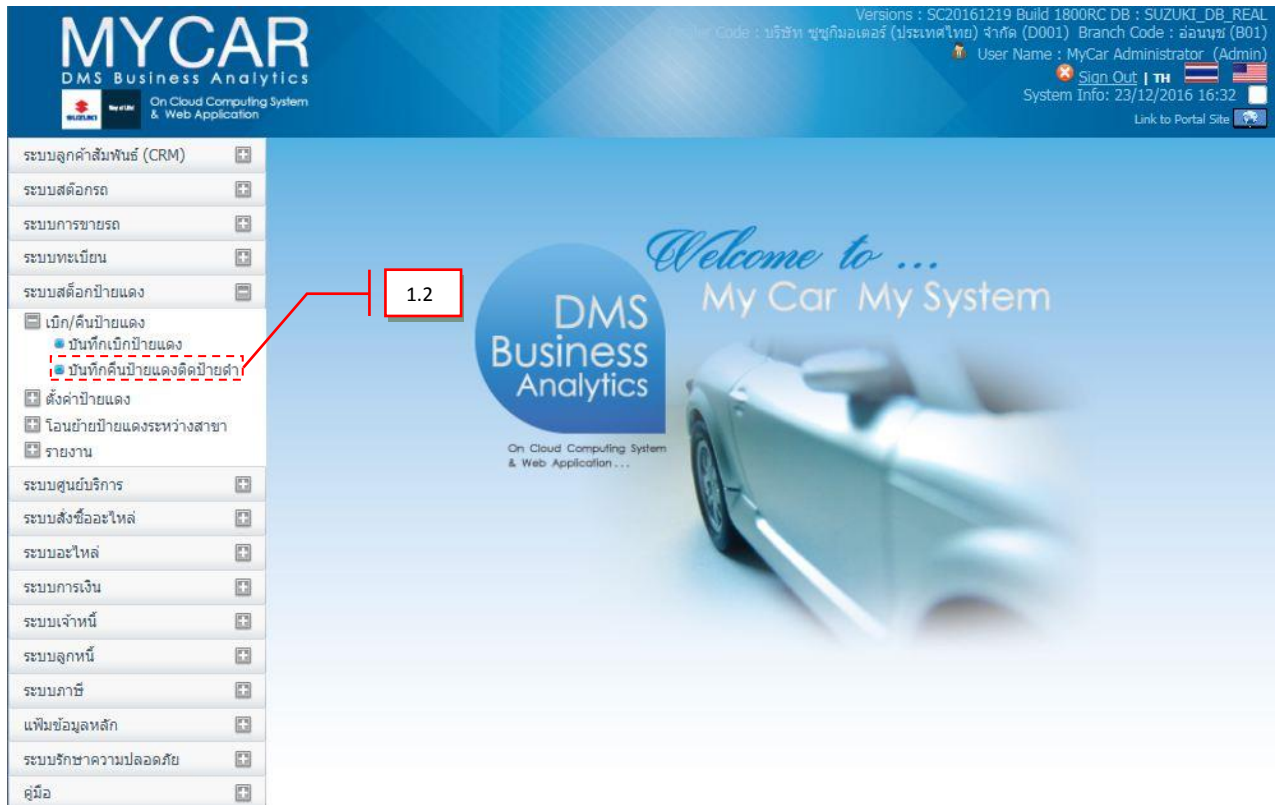 MYCAR
DMS Business Analytics
SUZUKI
Way of Life!
On Cloud Computing System
& Web Application
Versions : SC20161219 Build 1800RC DB : SUZUKI_DB_REAL
Code : บริษัท ซูซูกิมอเตอร์ (ประเทศไทย) จำกัด (D001) Branch Code : อ่อนนุช (B01)
User Name : MyCar Administrator (Admin)
Sign Out | TH
System Info: 23/12/2016 16:32
Link to Portal Site
ระบบลูกค้าสัมพันธ์ (CRM)
ระบบสต๊อกรถ
ระบบการขายรถ
ระบบทะเบียน
ระบบสต็อกป้ายแดง
เบิก/คืนป้ายแดง
บันทึกเบิกป้ายแดง
บันทึกคืนป้ายแดงติดป้ายดำ
ตั้งค่าป้ายแดง
โอนย้ายป้ายแดงระหว่างสาขา
รายงาน
ระบบศูนย์บริการ
ระบบสั่งซื้ออะไหล่
ระบบอะไหล่
ระบบการเงิน
ระบบเจ้าหนี้
ระบบลูกหนี้
ระบบภาษี
แฟ้มข้อมูลหลัก
ระบบรักษาความปลอดภัย
คู่มือ
1.2
Welcome to ...
My Car My System
DMS
Business
Analytics
On Cloud Computing System
& Web Application...